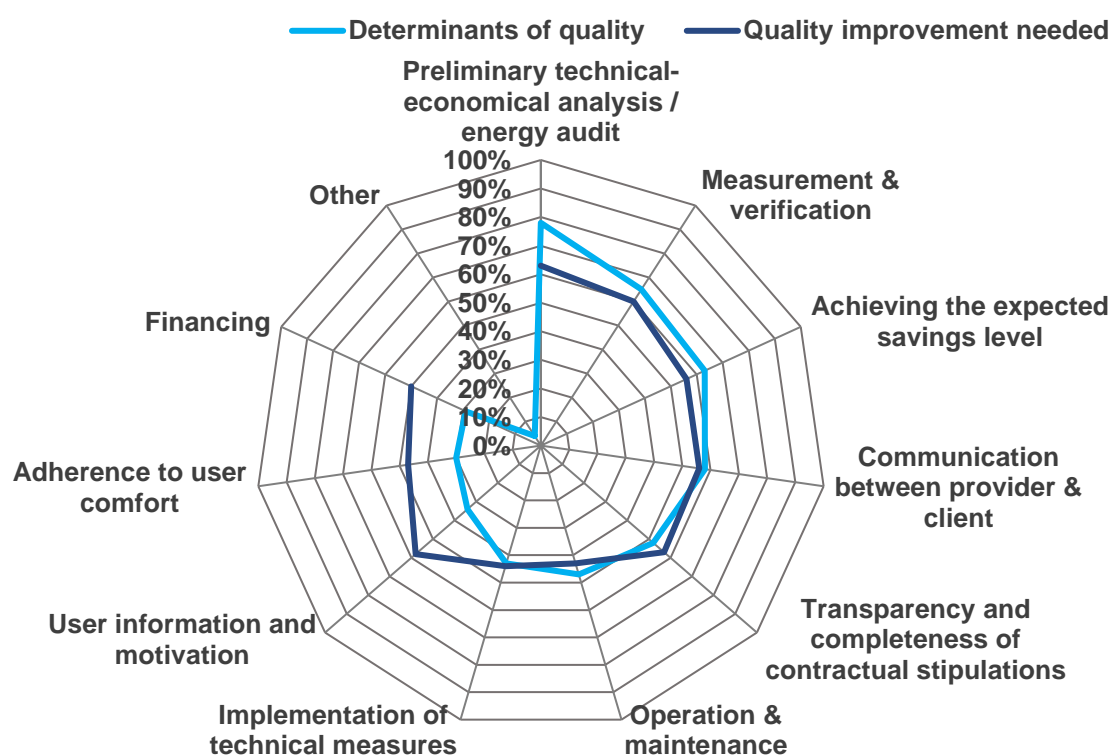 Determinants of quality
Quality improvement needed
Preliminary technical-
economical analysis /
energy audit
100%
90%
80%
70%
60%
50%
40%
30%
20%
10%
0%
Measurement &
verification
Achieving the expected
savings level
Communication
between provider &
client
Transparency and
completeness of
contractual stipulations
Operation &
maintenance
Implementation of
technical measures
User information and
motivation
Adherence to user
comfort
Financing
Other